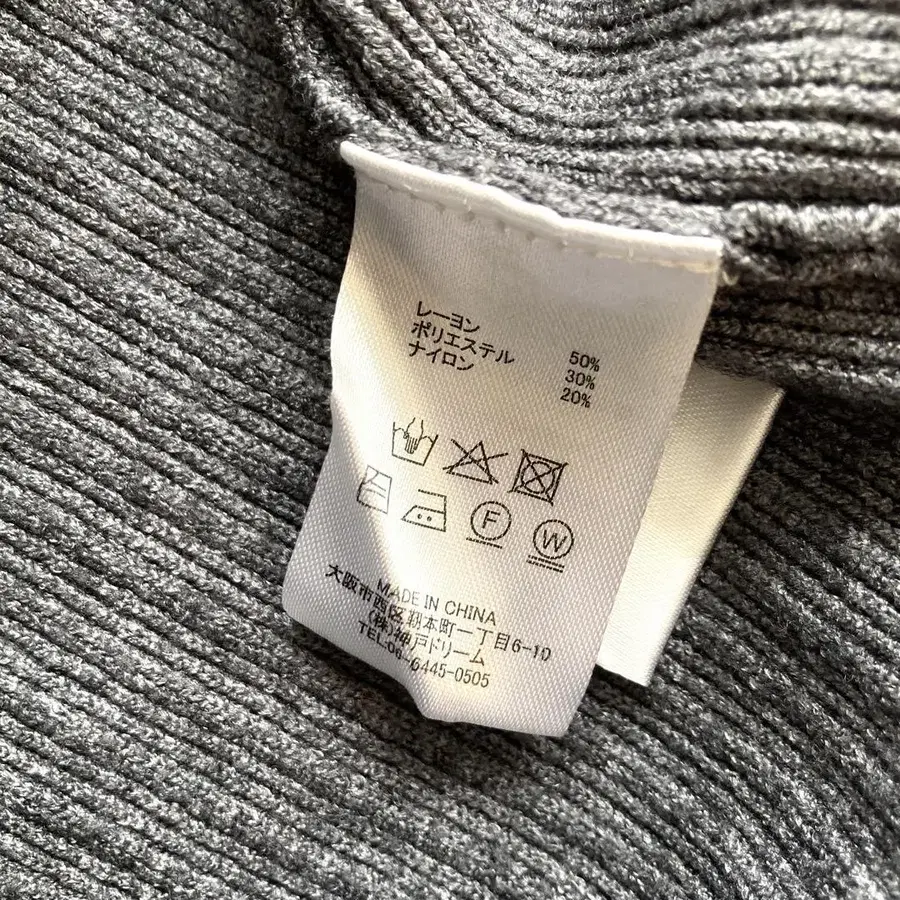 レーヨン 50%
ポリエステル 30%
ナイロン 20%
F
W
MADE IN CHINA
大阪市西区靭本町一丁目6-10
(株)神戸ドリーム
TEL06-6445-0505